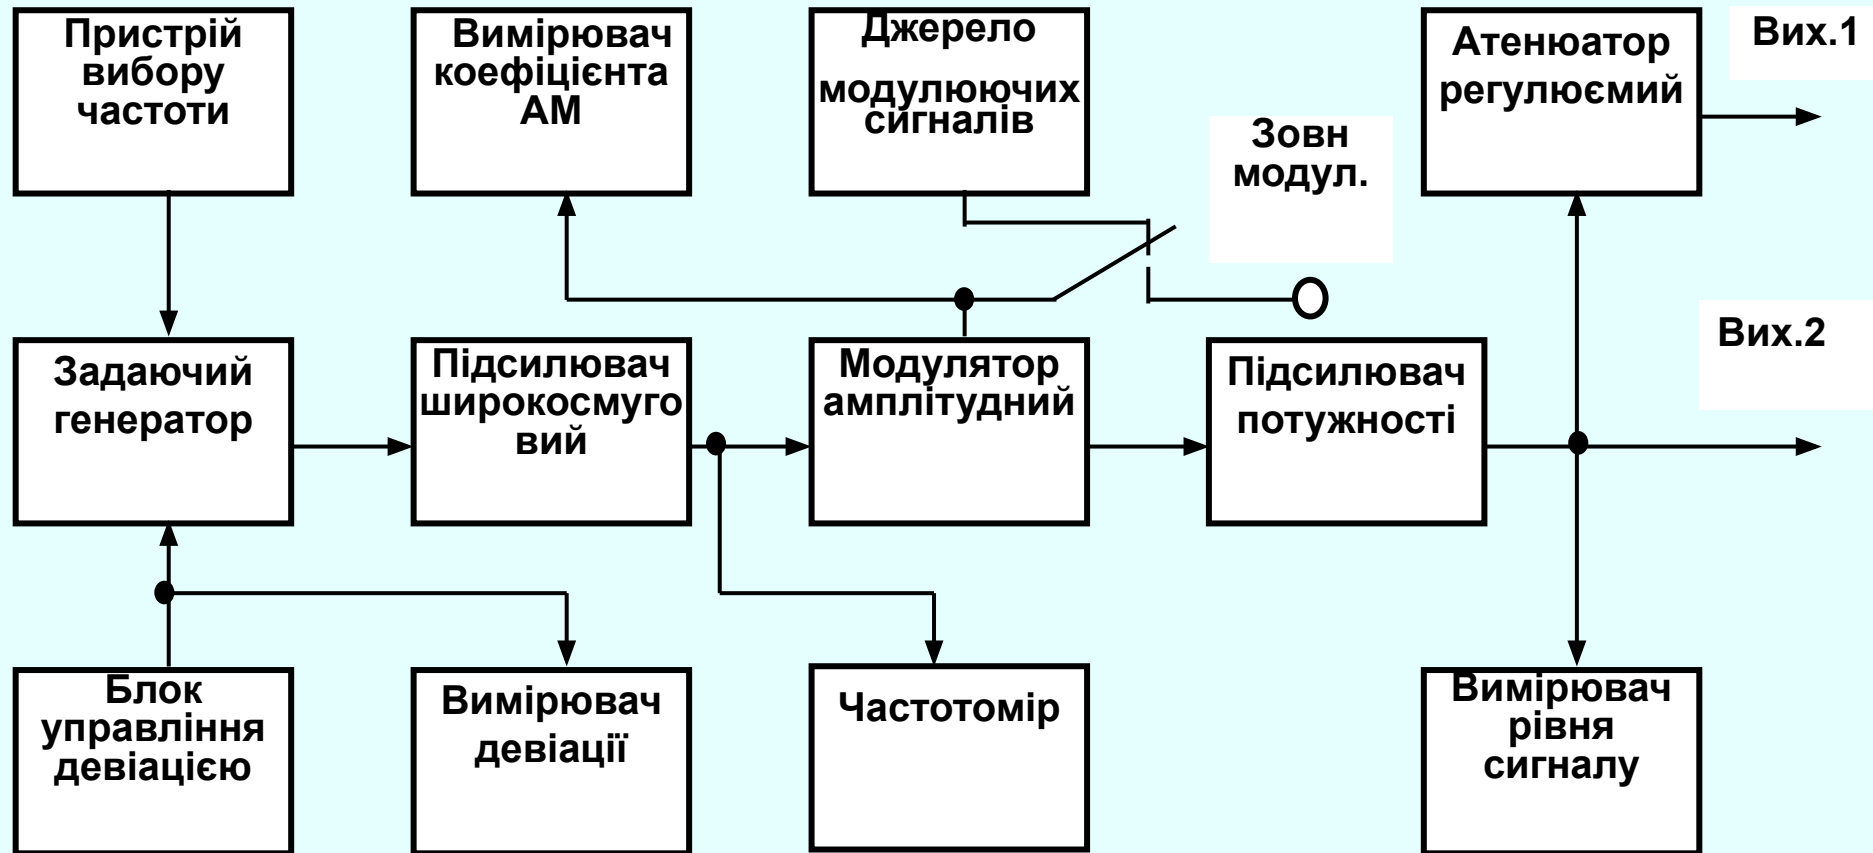 Пристрій
вибору
частоти
Вимірювач
коефіцієнта
АМ
Джерело
модулюючих
сигналів
Зовн
модул.
Атенюатор
регулюємий
Вих.1
Задаючий
генератор
Підсилювач
широкосмуго
вий
Модулятор
амплітудний
Підсилювач
потужності
Вих.2
Блок
управління
девіацією
Вимірювач
девіації
Частотомір
Вимірювач
рівня
сигналу